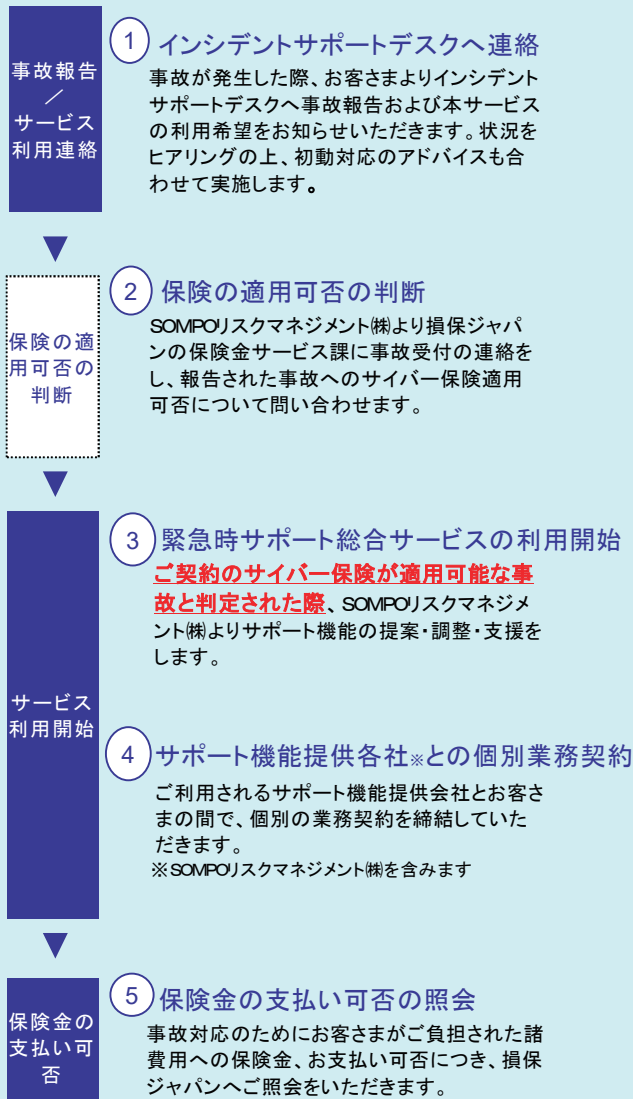 事故報告
／
サービス
利用連絡
1 インシデントサポートデスクへ連絡
事故が発生した際、お客さまよりインシデント
サポートデスクへ事故報告および本サービス
の利用希望をお知らせいただきます。状況を
ヒアリングの上、初動対応のアドバイスも合
わせて実施します。
保険の適
用可否の
判断
2 保険の適用可否の判断
SOMPOリスクマネジメント㈱より損保ジャパ
ンの保険金サービス課に事故受付の連絡を
し、報告された事故へのサイバー保険適用
可否について問い合わせます。
サービス
利用開始
3 緊急時サポート総合サービスの利用開始
ご契約のサイバー保険が適用可能な事
故と判定された際、SOMPOリスクマネジメ
ント㈱よりサポート機能の提案・調整・支援を
します。
4 サポート機能提供各社※との個別業務契約
ご利用されるサポート機能提供会社とお客さ
まの間で、個別の業務契約を締結していた
だきます。
※SOMPOリスクマネジメント㈱を含みます
保険金の
支払い可
否
5 保険金の支払い可否の照会
事故対応のためにお客さまがご負担された諸
費用への保険金、お支払い可否につき、損保
ジャパンへご照会をいただきます。